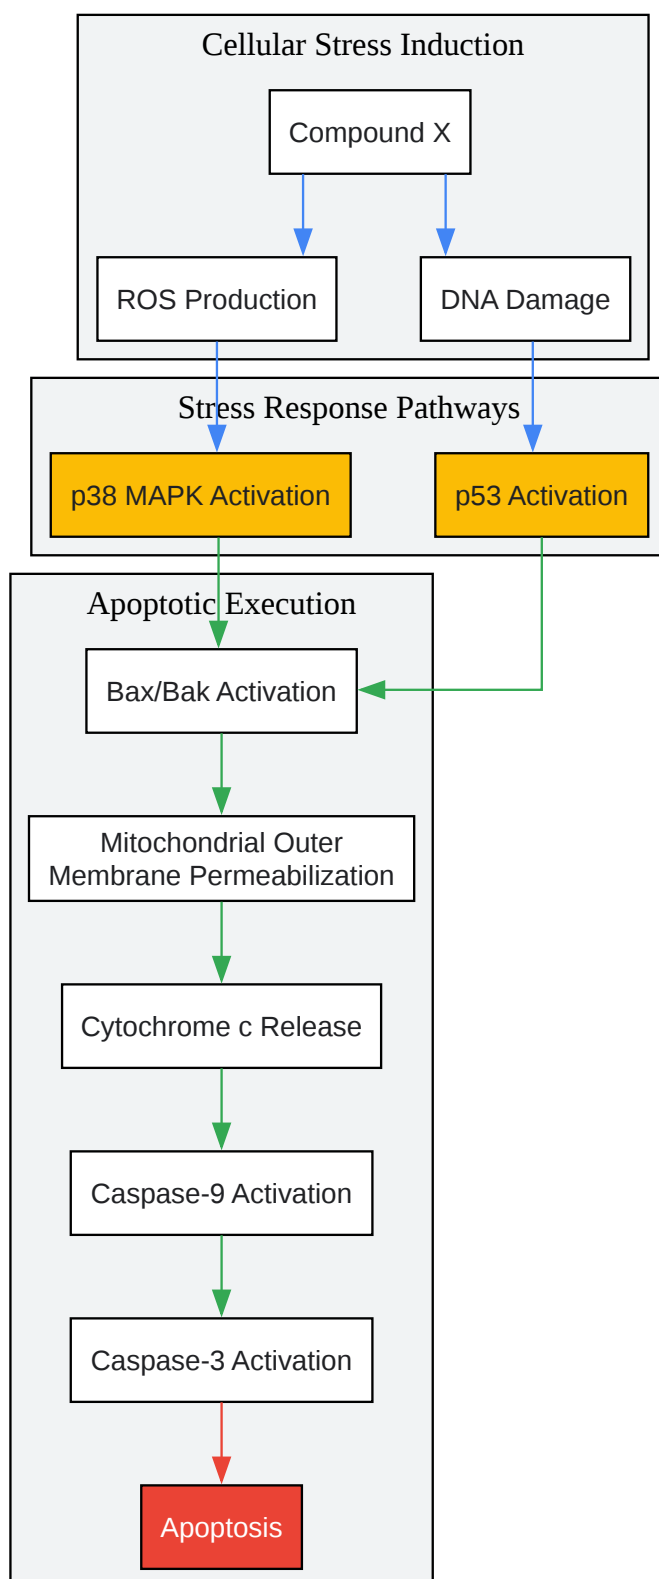 Cellular Stress Induction
Compound X
ROS Production
DNA Damage
Stress Response Pathways
p38 MAPK Activation
p53 Activation
Apoptotic Execution
Bax/Bak Activation
Mitochondrial Outer
Membrane Permeabilization
Cytochrome c Release
Caspase-9 Activation
Caspase-3 Activation
Apoptosis